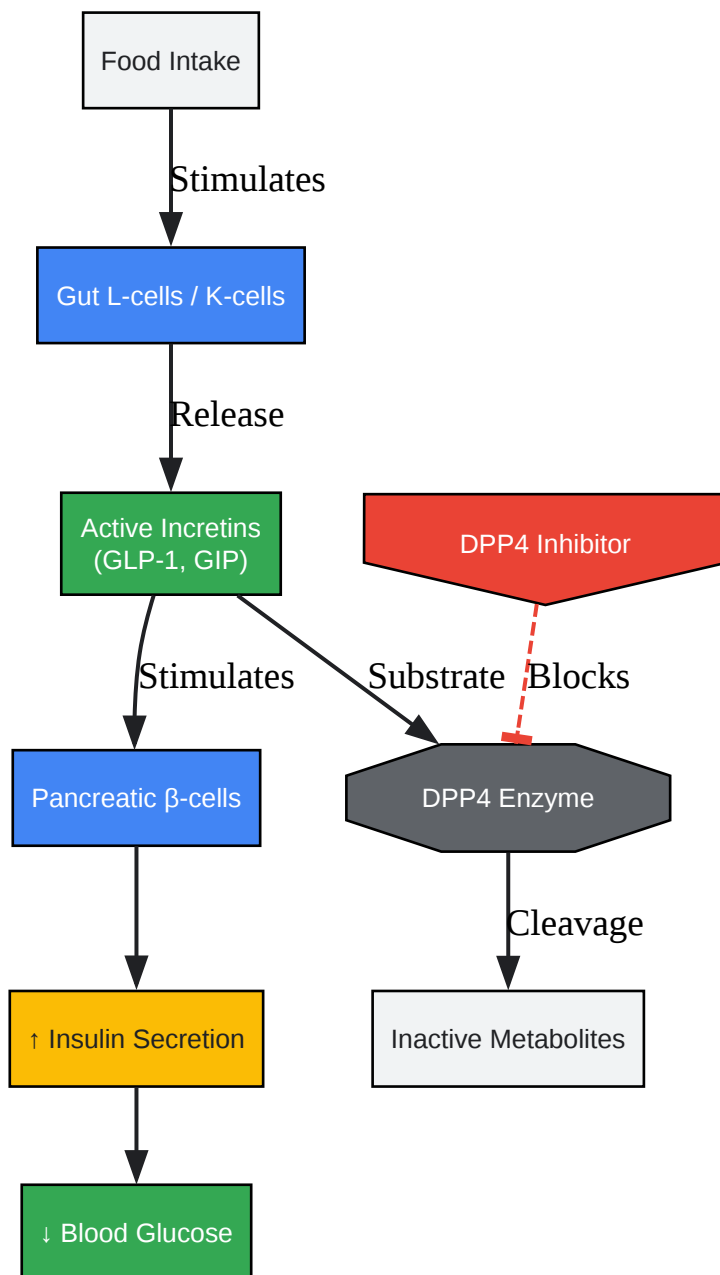 Food Intake
Stimulates
Gut L-cells / K-cells
Release
Active Incretins
(GLP-1, GIP)
DPP4 Inhibitor
Stimulates
Substrate
Blocks
Pancreatic β-cells
DPP4 Enzyme
Cleavage
↑ Insulin Secretion
Inactive Metabolites
↓ Blood Glucose